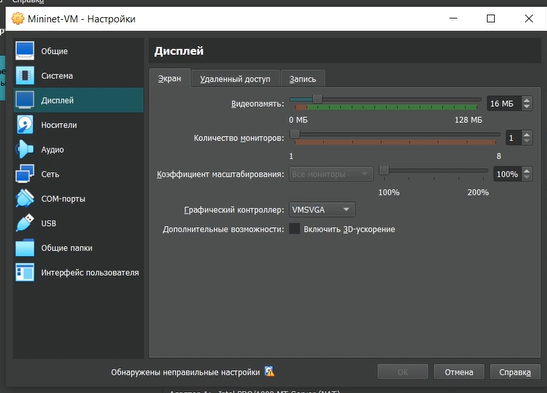 Справка
Mininet-VM - Настройки
Общие
Система
Дисплей
Носители
Аудио
Сеть
COM-порты
USB
Общие папки
Интерфейс пользователя
Дисплей
Экран
Удаленный доступ
Запись
Видеопамять:
16 МБ
0 МБ
128 МБ
Количество мониторов:
1
1
8
Коэффициент масштабирования:
Все мониторы
100%
100%
200%
Графический контроллер:
VMSVGA
Дополнительные возможности:
Включить 3D-ускорение
Обнаружены неправильные настройки
OK
Отмена
Справка